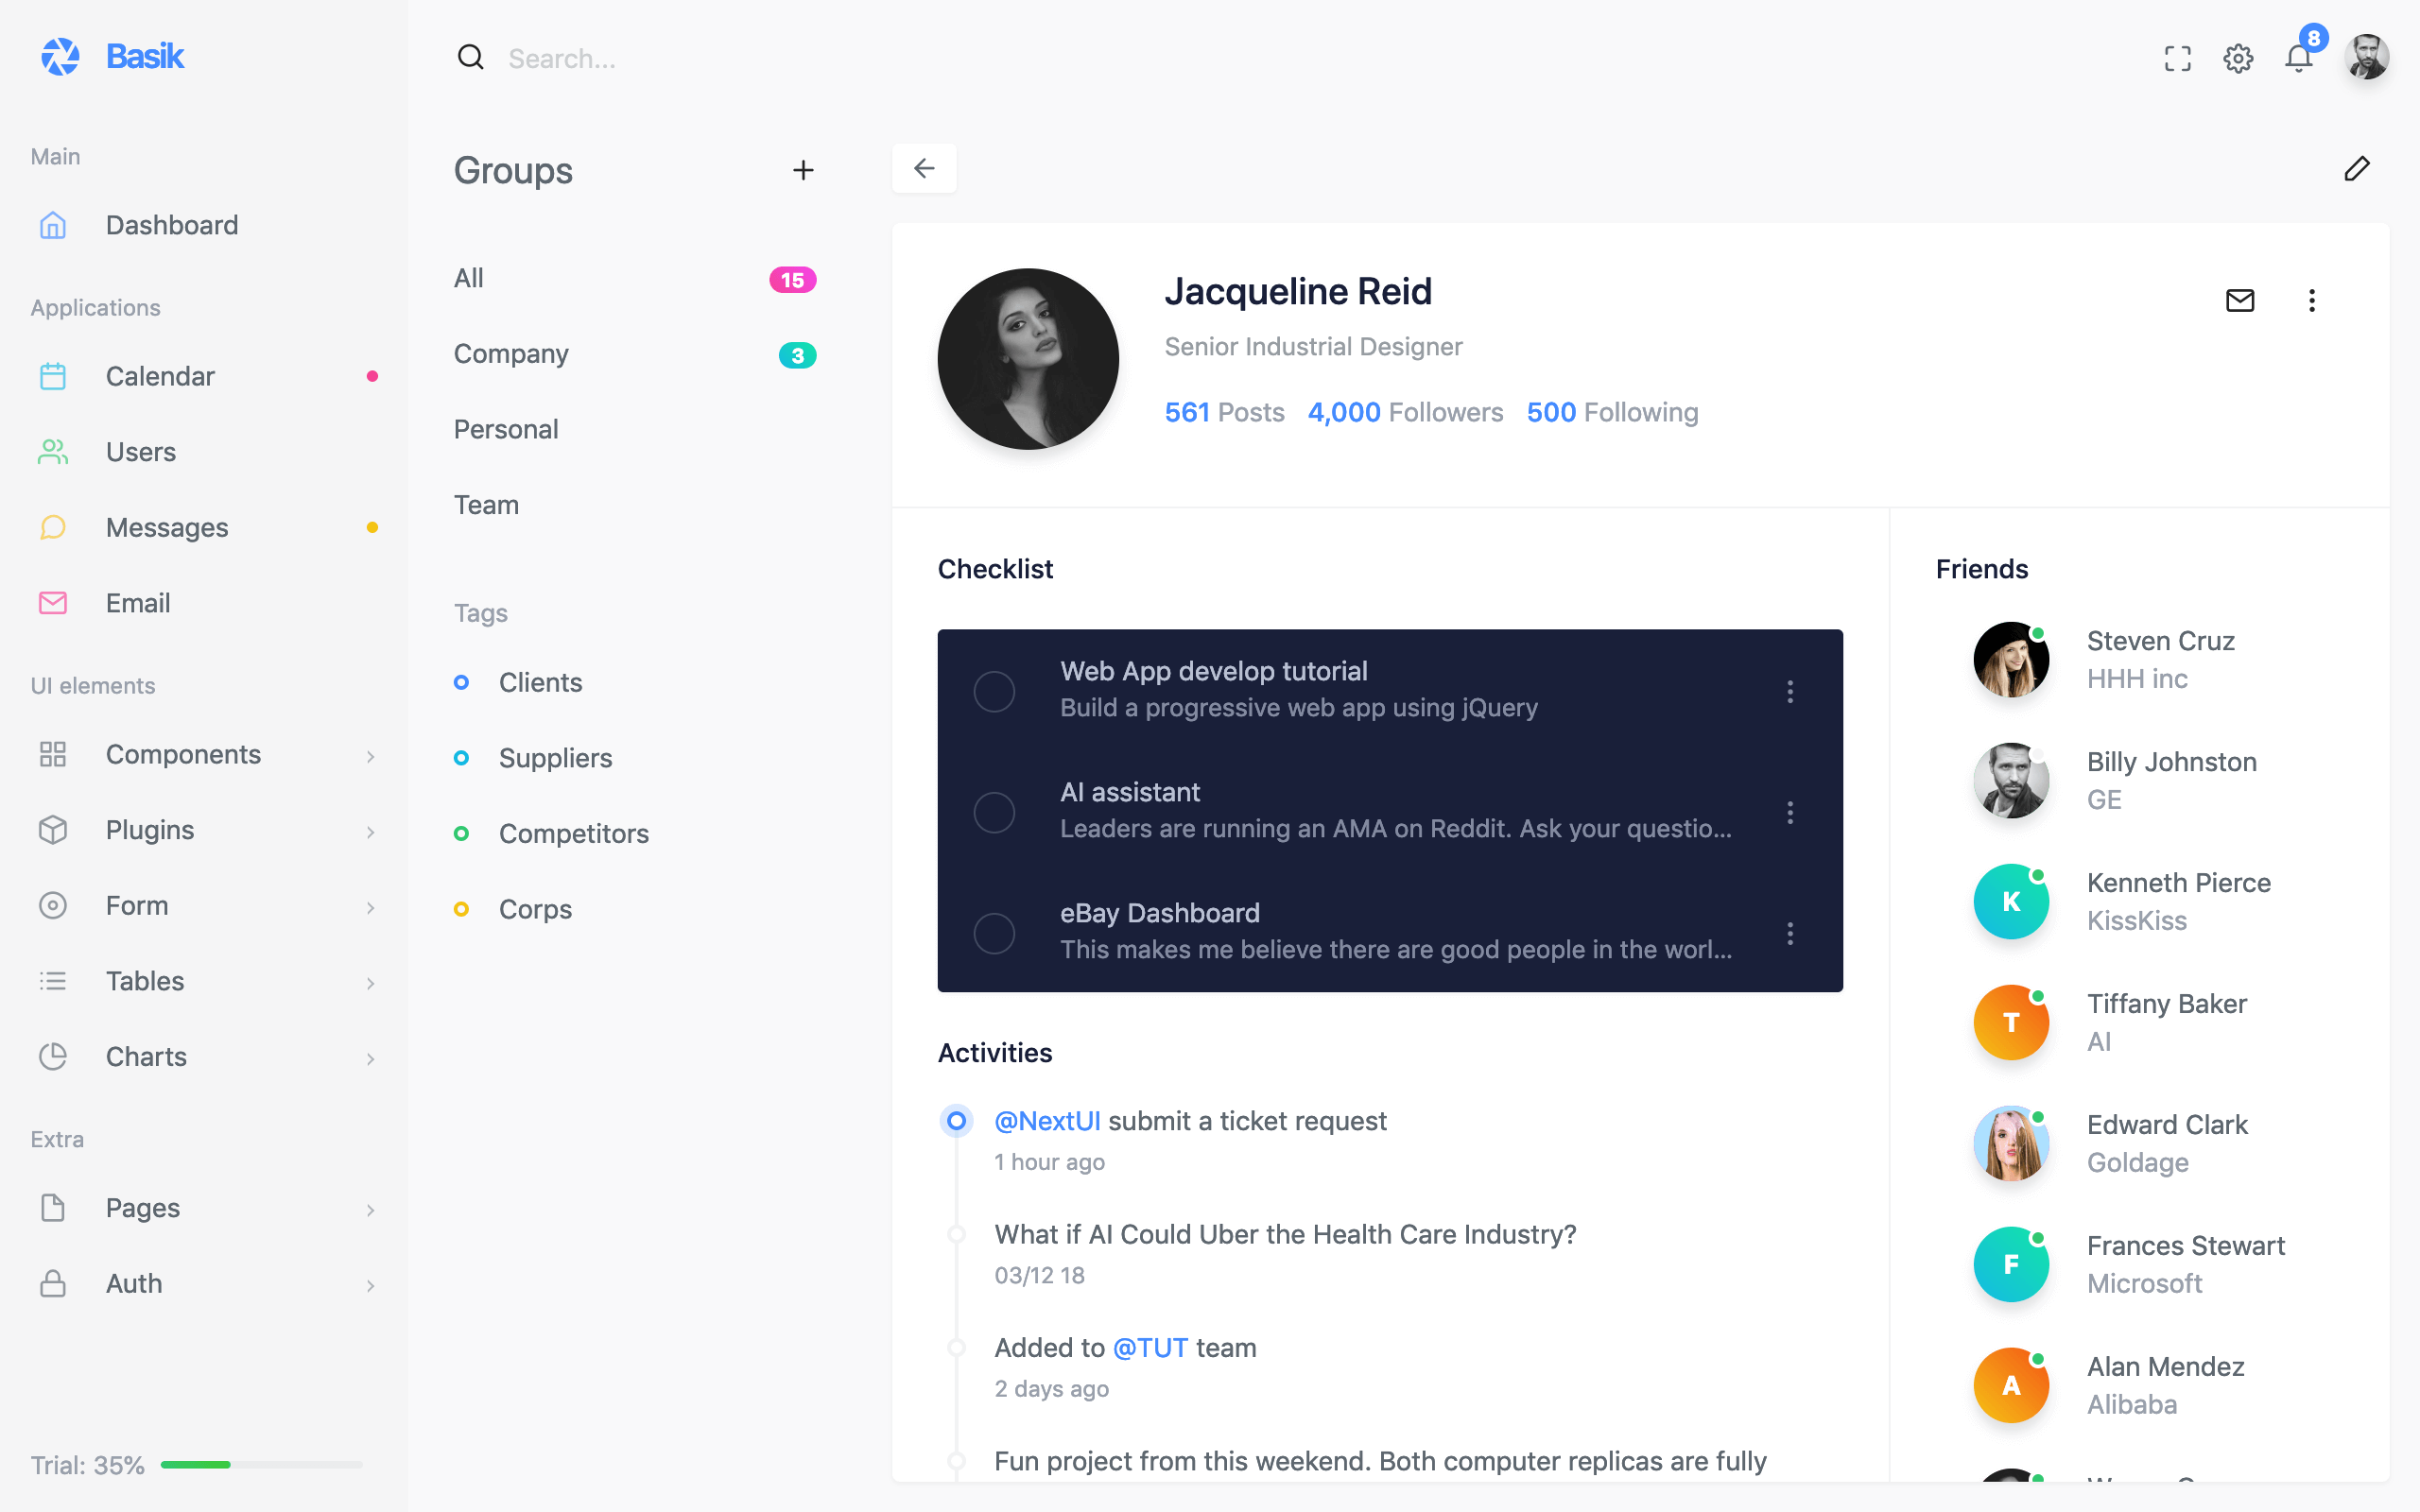 Basik
Search...
8
Main
Dashboard
Applications
Calendar
Users
Messages
Email
UI elements
Components
Plugins
Form
Tables
Charts
Extra
Pages
Auth
Trial: 35%
Groups
All
15
Company
3
Personal
Team
Tags
Clients
Suppliers
Competitors
Corps
Jacqueline Reid
Senior Industrial Designer
561 Posts 4,000 Followers 500 Following
Checklist
Web App develop tutorial
Build a progressive web app using jQuery
AI assistant
Leaders are running an AMA on Reddit. Ask your questio...
eBay Dashboard
This makes me believe there are good people in the worl...
Activities
@NextUI submit a ticket request
1 hour ago
What if AI Could Uber the Health Care Industry?
03/12 18
Added to @TUT team
2 days ago
Fun project from this weekend. Both computer replicas are fully
Friends
Steven Cruz
HHH inc
Billy Johnston
GE
K
Kenneth Pierce
KissKiss
T
Tiffany Baker
AI
Edward Clark
Goldage
F
Frances Stewart
Microsoft
A
Alan Mendez
Alibaba